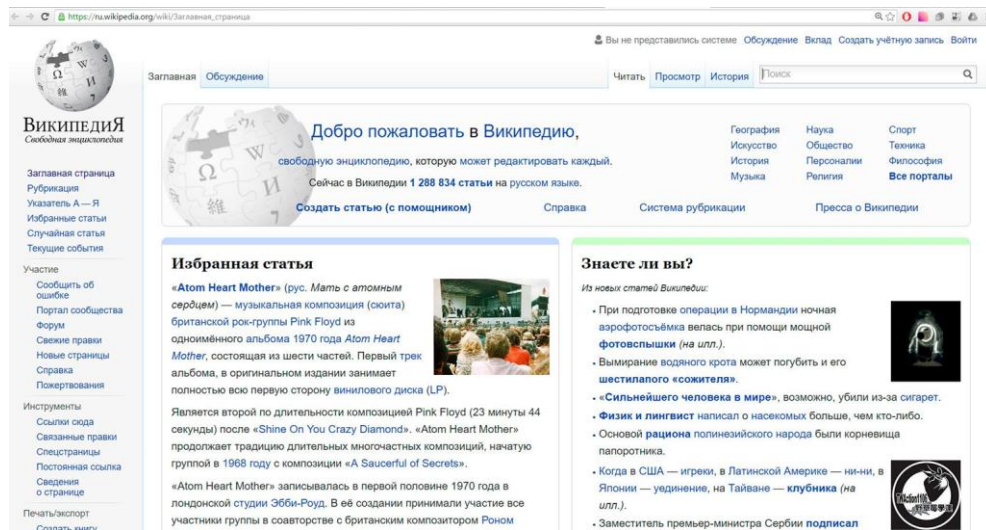 https://ru.wikipedia.org/wiki/Заглавная_страница
Вы не представились системе Обсуждение Вклад Создать учётную запись Войти
Заглавная Обсуждение Читать Просмотр История Поиск
ВИКИПЕДИЯ
Свободная энциклопедия
Заглавная страница
Рубрикация
Указатель А — Я
Избранные статьи
Случайная статья
Текущие события
Участие
Сообщить об
ошибке
Портал сообщества
Форум
Свежие правки
Новые страницы
Справка
Пожертвования
Инструменты
Ссылки сюда
Связанные правки
Спецстраницы
Постоянная ссылка
Сведения
о странице
Печать/экспорт
Создать книгу
Добро пожаловать в Википедию,
свободную энциклопедию, которую может редактировать каждый.
Сейчас в Википедии 1 288 834 статьи на русском языке.
География Наука Спорт
Искусство Общество Техника
История Персоналии Философия
Музыка Религия Все порталы
Создать статью (с помощником) Справка Система рубрикации Пресса о Википедии
Избранная статья
«Atom Heart Mother» (рус. Мать с атомным
сердцем) — музыкальная композиция (сюита)
британской рок-группы Pink Floyd из
одноимённого альбома 1970 года Atom Heart
Mother, состоящая из шести частей. Первый трек
альбома, в оригинальном издании занимает
полностью всю первую сторону винилового диска (LP).
Является второй по длительности композицией Pink Floyd (23 минуты 44
секунды) после «Shine On You Crazy Diamond». «Atom Heart Mother»
продолжает традицию длительных многочастных композиций, начатую
группой в 1968 году с композиции «A Saucerful of Secrets».
«Atom Heart Mother» записывалась в первой половине 1970 года в
лондонской студии Эбби-Роуд. В её создании принимали участие все
участники группы в соавторстве с британским композитором Роном
Знаете ли вы?
Из новых статей Википедии:
• При подготовке операции в Нормандии ночная
аэрофотосъёмка велась при помощи мощной
фотовспышки (на илл.).
• Вымирание водяного крота может погубить и его
шестилапого «сожителя».
• «Сильнейшего человека в мире», возможно, убили из-за сигарет.
• Физик и лингвист написал о насекомых больше, чем кто-либо.
• Основой рациона полинезийского народа были корневища
папоротника.
• Когда в США — игреки, в Латинской Америке — ни-ни, в
Японии — уединение, на Тайване — клубника (на
илл.).
• Заместитель премьер-министра Сербии подписал